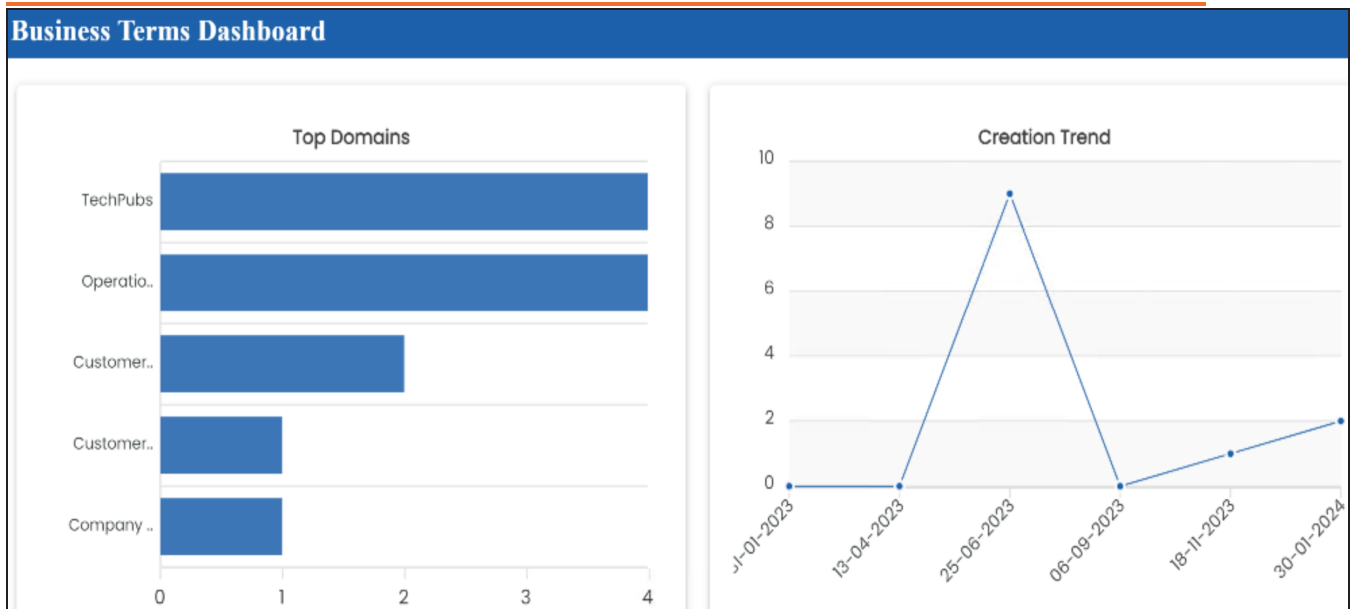 Business Terms Dashboard
Top Domains
TechPubs
Operatio..
Customer..
Customer..
Company ..
0 1 2 3 4
Creation Trend
10
8
6
4
2
0
13-04-2023
25-06-2023
06-09-2023
18-11-2023
30-01-2024